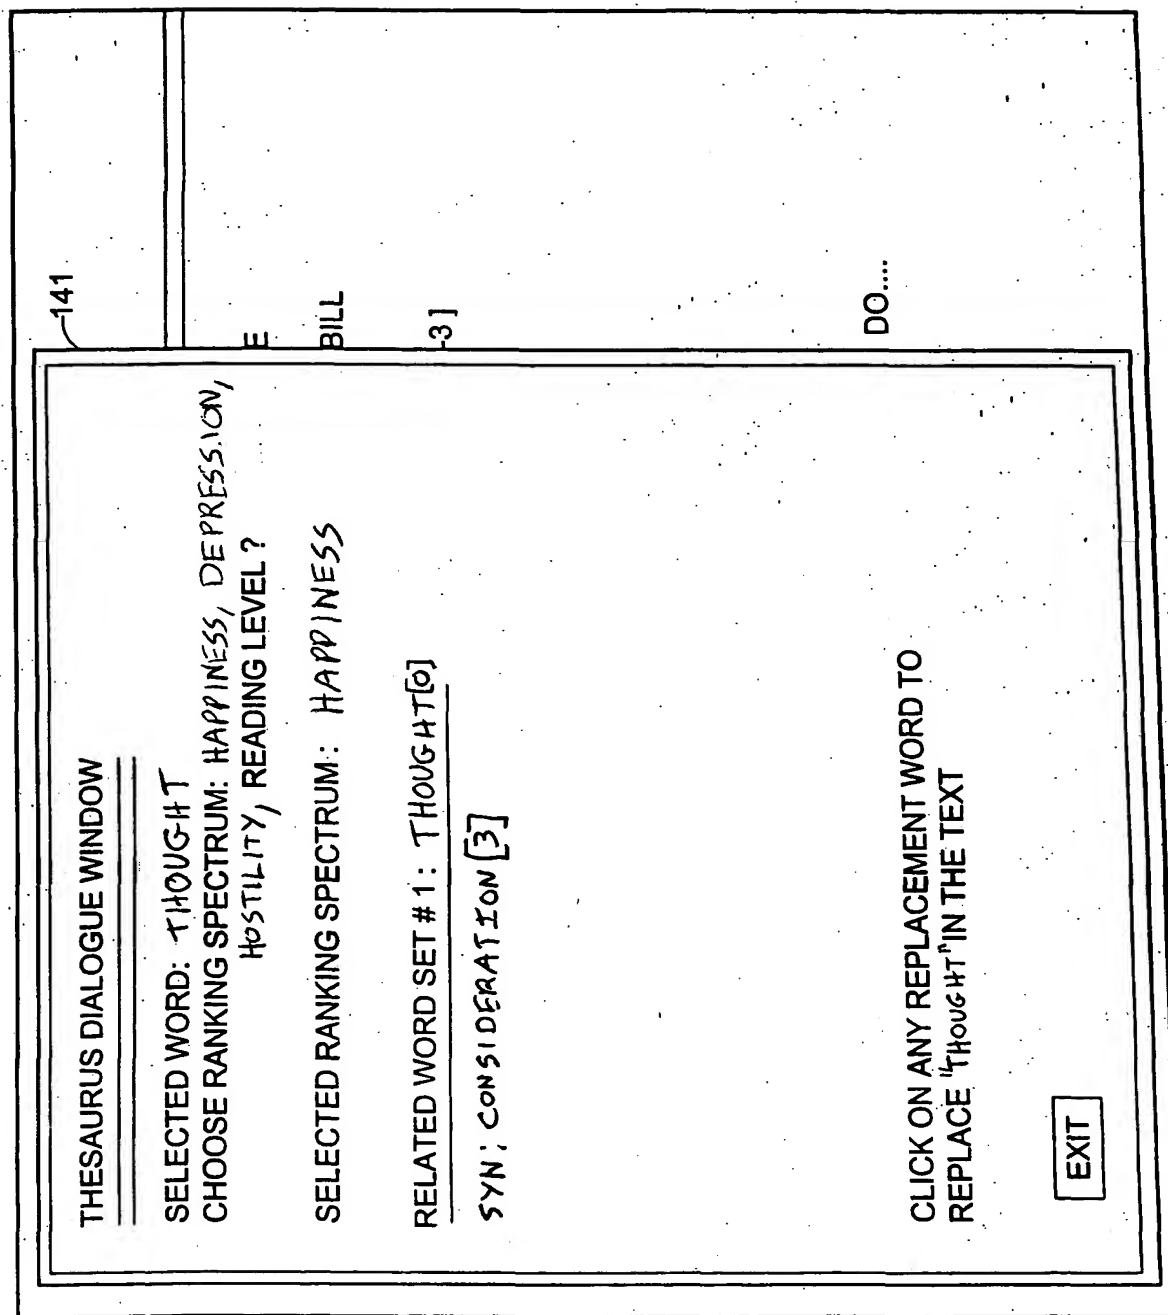 141
THESAURUS DIALOGUE WINDOW
SELECTED WORD: THOUGHT
CHOOSE RANKING SPECTRUM: HAPPINESS, DEPRESSION,
HOSTILITY, READING LEVEL?
SELECTED RANKING SPECTRUM: HAPPINESS
RELATED WORD SET # 1: THOUGHT[0]
SYN: CONSIDERATION [3]
CLICK ON ANY REPLACEMENT WORD TO
REPLACE "THOUGHT" IN THE TEXT
EXIT
E
BILL
-3]
DO....